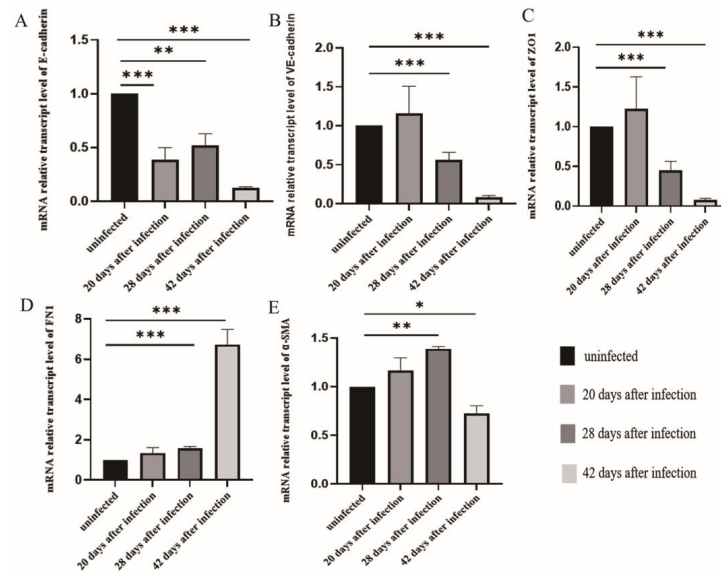 A
mRNA relative transcript level of E-cadherin
1.5
1.0
0.5
0.0
***
**
***
uninfected
20 days after infection
28 days after infection
42 days after infection
B
mRNA relative transcript level of VE-cadherin
2.0
1.5
1.0
0.5
0.0
***
***
uninfected
20 days after infection
28 days after infection
42 days after infection
C
mRNA relative transcript level of ZO1
2.0
1.5
1.0
0.5
0.0
***
***
uninfected
20 days after infection
28 days after infection
42 days after infection
D
mRNA relative transcript level of FN1
8
6
4
2
0
***
***
uninfected
20 days after infection
28 days after infection
42 days after infection
E
mRNA relative transcript level of α-SMA
1.5
1.0
0.5
0.0
*
**
uninfected
20 days after infection
28 days after infection
42 days after infection
uninfected
20 days after infection
28 days after infection
42 days after infection